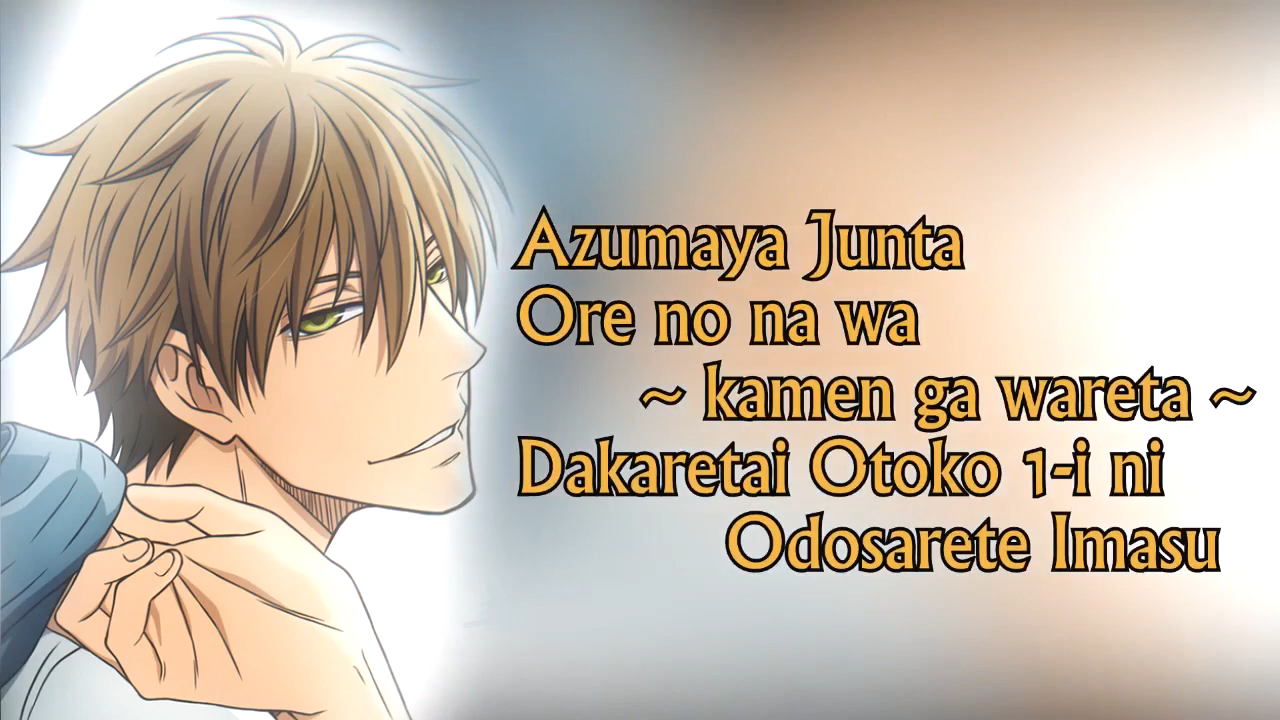 Azumaya Junta
Ore no na wa
~ kamen ga wareta ~
Dakaretai Otoko 1-i ni
Odosarete Imasu